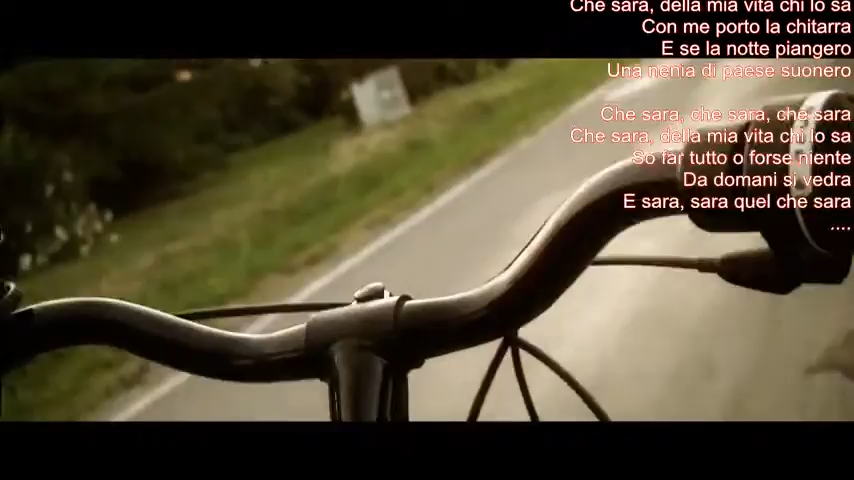 Che sara, della mia vita chi lo sa
Con me porto la chitarra
E se la notte piangero
Una nenia di paese suonero
Che sara, che sara, che sara
Che sara, della mia vita chi lo sa
So far tutto o forse niente
Da domani si vedra
E sara, sara quel che sara
....